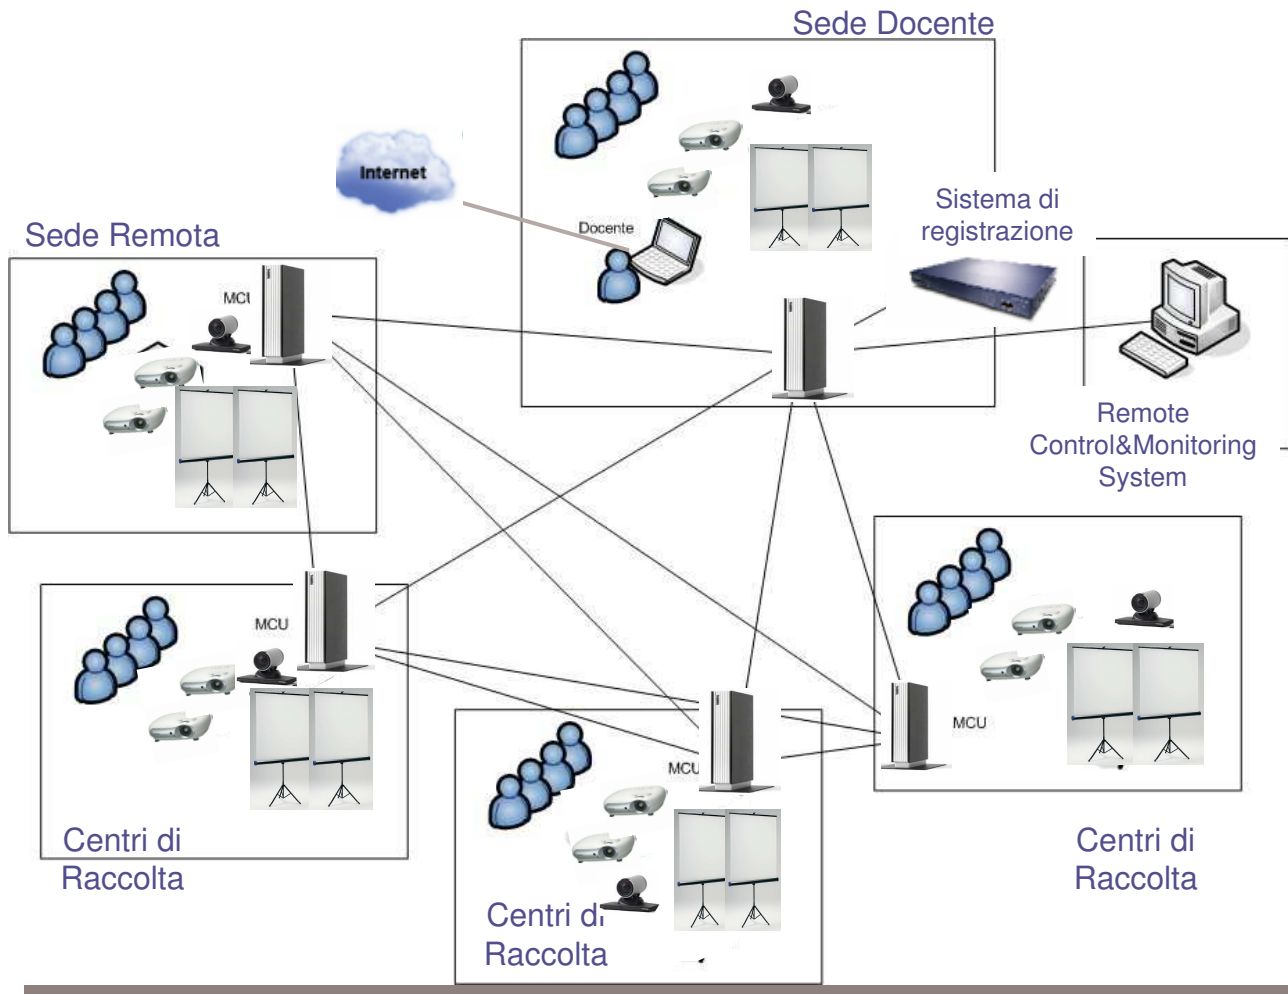 Sede Docente
Internet
Sistema di
registrazione
Docente
Sede Remota
MCU
Remote
Control&Monitoring
System
MCU
MCU
MCU
Centri di
Raccolta
Centri di
Raccolta
Centri di
Raccolta